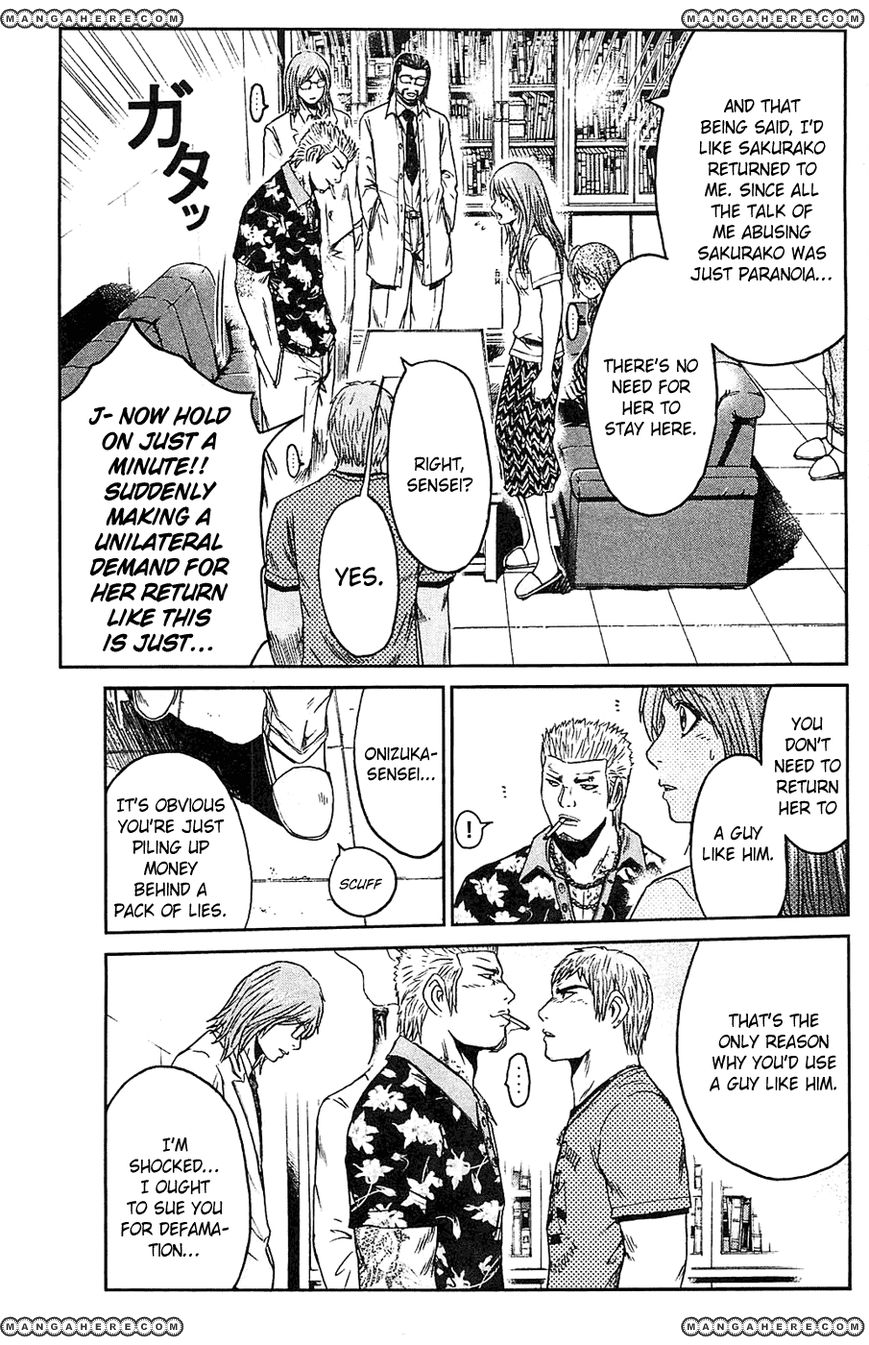 MANGAHERE.COM
MANGAHERE.COM
AND THAT
BEING SAID, I'D
LIKE SAKURAKO
RETURNED TO
ME. SINCE ALL
THE TALK OF
ME ABUSING
SAKURAKO WAS
JUST PARANOIA...
THERE'S NO
NEED FOR
HER TO
STAY HERE.
ガタッ
RIGHT,
SENSEI?
YES.
J- NOW HOLD
ON JUST A
MINUTE!!
SUDDENLY
MAKING A
UNILATERAL
DEMAND FOR
HER RETURN
LIKE THIS
IS JUST...
YOU
DON'T
NEED TO
RETURN
HER TO
A GUY
LIKE HIM.
!
ONIZUKA-
SENSEI...
SCUFF
IT'S OBVIOUS
YOU'RE JUST
PILING UP
MONEY
BEHIND A
PACK OF LIES.
THAT'S THE
ONLY REASON
WHY YOU'D USE
A GUY LIKE HIM.
...
I'M
SHOCKED...
I OUGHT
TO SUE YOU
FOR DEFAMA-
TION...
MANGAHERE.COM
MANGAHERE.COM